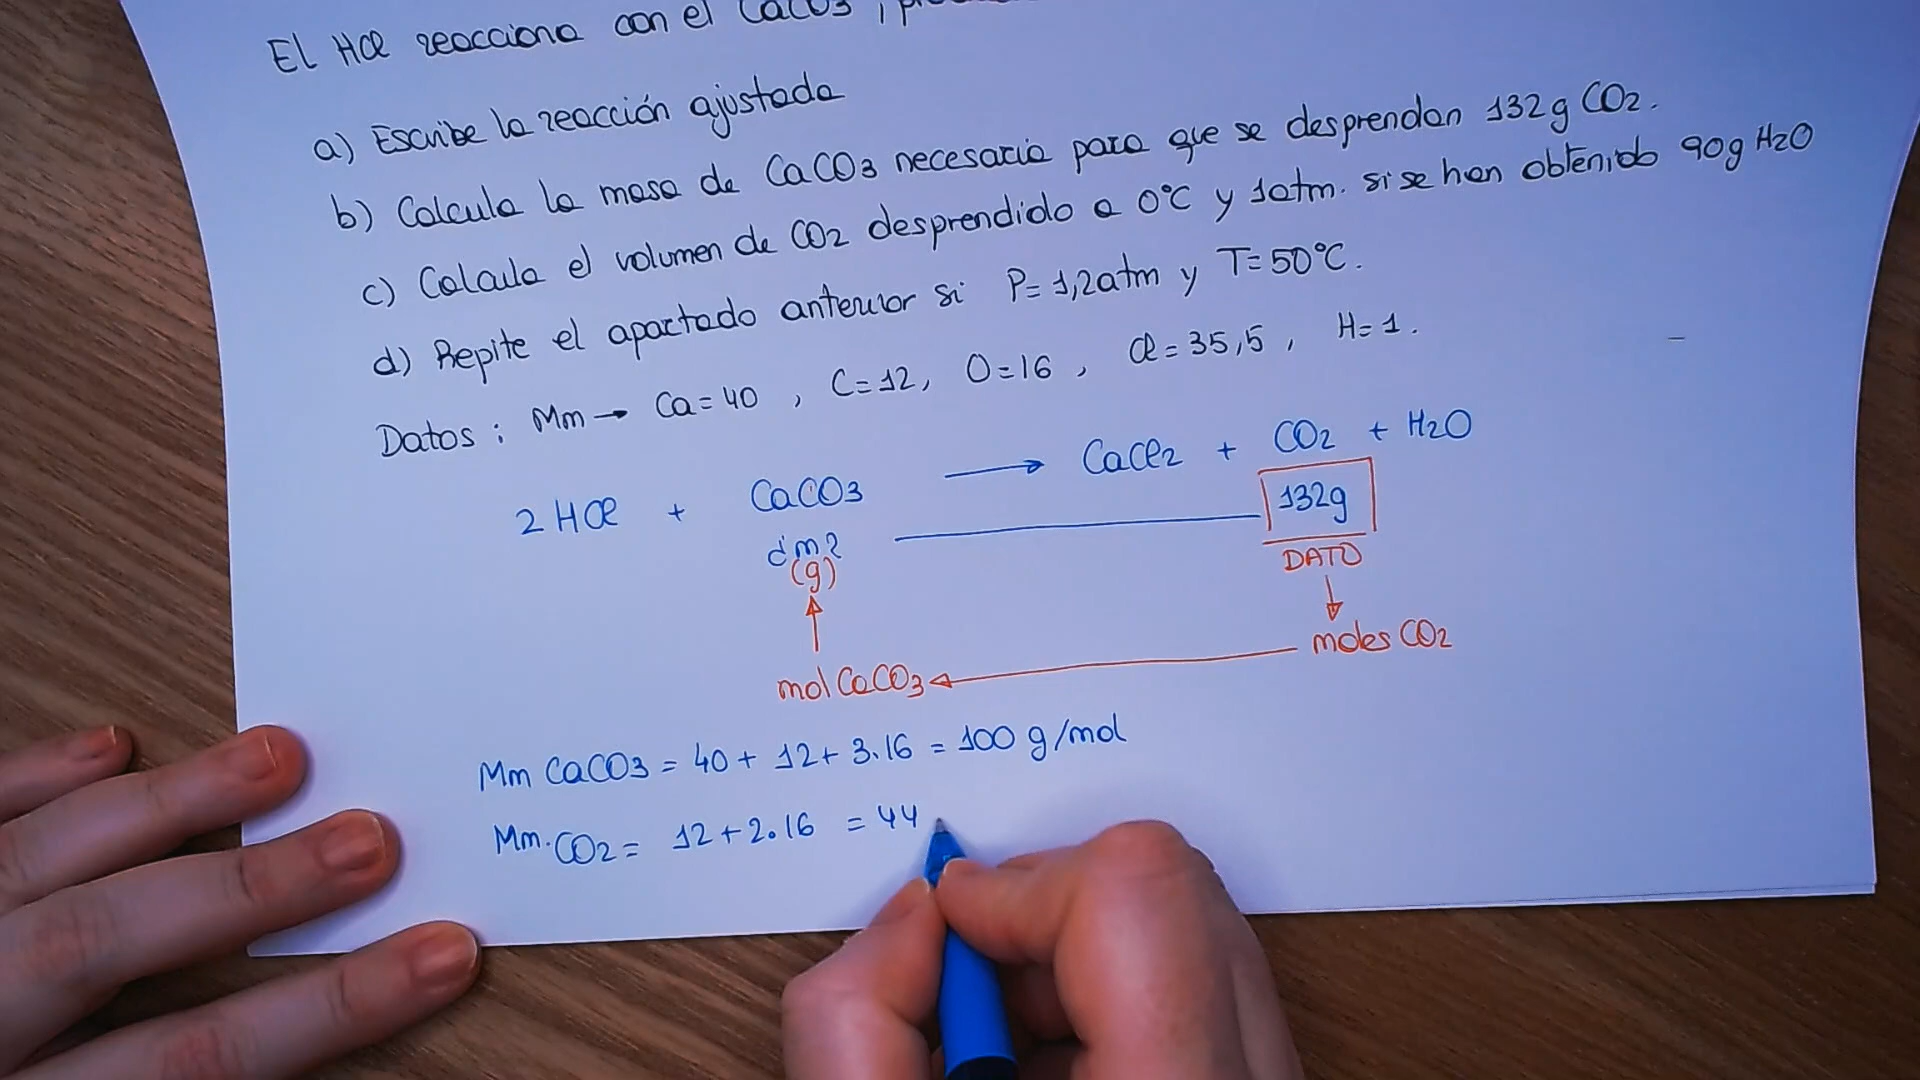 El HCl reacciona con el CaCO3,
a) Escribe la reacción ajustada
b) Calcula la masa de CaCO3 necesaria para que se desprendan 132g CO2.
c) Calcula el volumen de CO2 desprendido a 0°C y 1atm. si se han obtenido 90g H2O
d) Repite el apartado anterior si P= 1,2atm y T= 50°C.
Datos: Mm → Ca= 40, C=12, O=16, Cl=35,5, H=1.
2 HCl + CaCO3 → CaCl2 + CO2 + H2O
¿m? 132g
(g) DATO
moles CO2
mol CaCO3
Mm CaCO3 = 40 + 12 + 3.16 = 100 g/mol
Mm. CO2 = 12 + 2.16 = 44